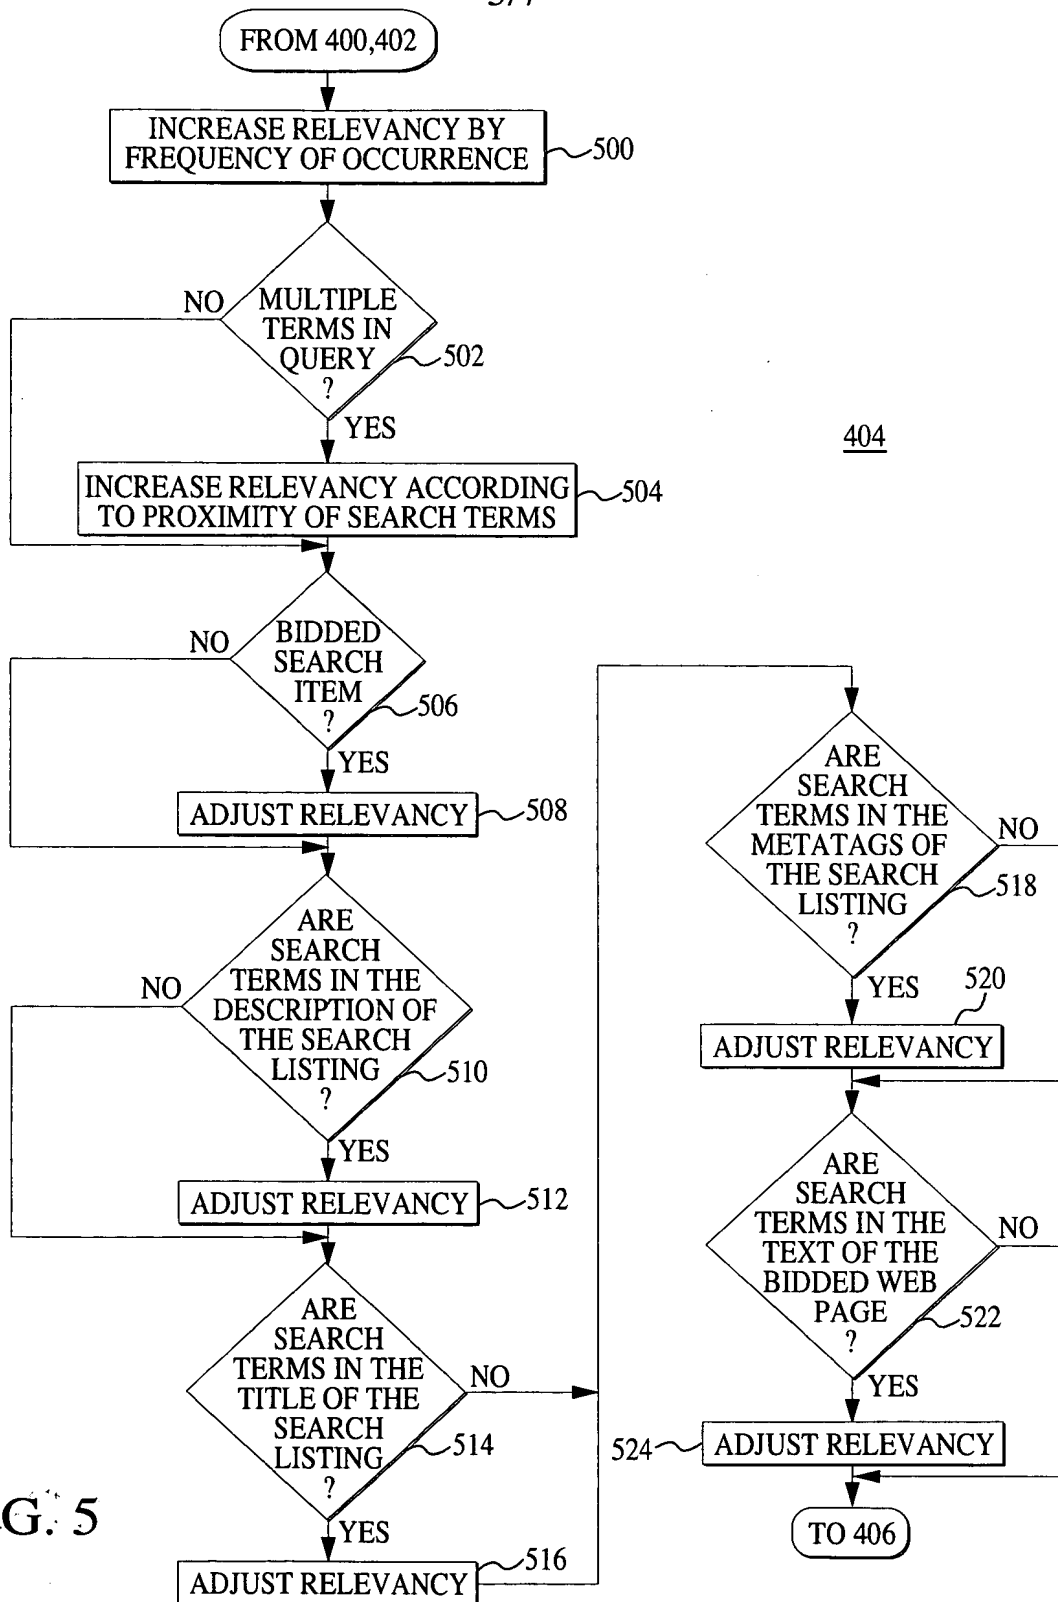 FROM 400,402
INCREASE RELEVANCY BY
FREQUENCY OF OCCURRENCE
500
NO
MULTIPLE
TERMS IN
QUERY
?
502
YES
404
INCREASE RELEVANCY ACCORDING
TO PROXIMITY OF SEARCH TERMS
504
NO
BIDDED
SEARCH
ITEM
?
506
YES
ADJUST RELEVANCY
508
NO
ARE
SEARCH
TERMS IN THE
DESCRIPTION OF
THE SEARCH
LISTING
?
510
YES
ADJUST RELEVANCY
512
ARE
SEARCH
TERMS IN THE
TITLE OF THE
SEARCH
LISTING
?
NO
514
YES
516
ADJUST RELEVANCY
ARE
SEARCH
TERMS IN THE
METATAGS OF
THE SEARCH
LISTING
?
NO
518
YES
520
ADJUST RELEVANCY
ARE
SEARCH
TERMS IN THE
TEXT OF THE
BIDDED WEB
PAGE
?
NO
522
YES
524
ADJUST RELEVANCY
TO 406
G. 5